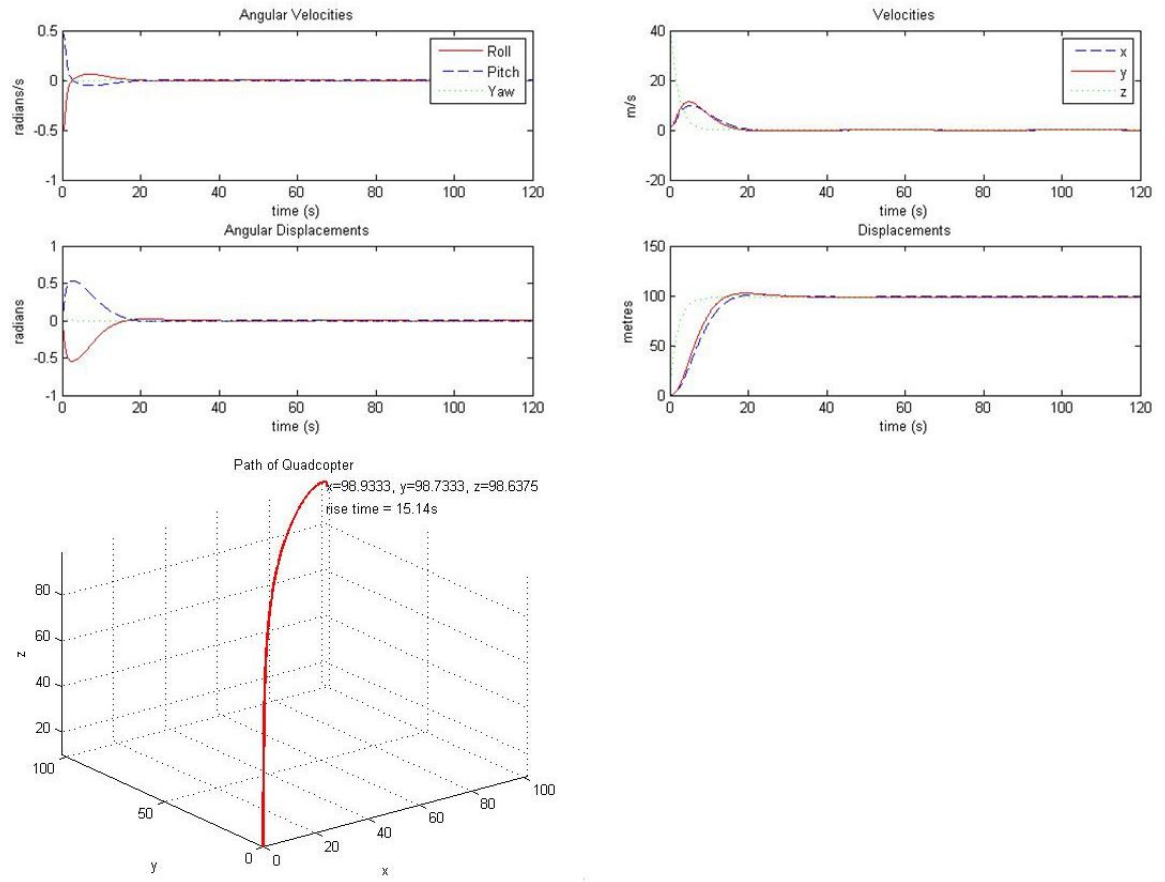 Angular Velocities
0.5
0
-0.5
-1
radians/s
Roll
Pitch
Yaw
0 20 40 60 80 100 120
time (s)
Velocities
40
20
0
-20
m/s
x
y
z
0 20 40 60 80 100 120
time (s)
Angular Displacements
1
0.5
0
-0.5
-1
radians
0 20 40 60 80 100 120
time (s)
Displacements
150
100
50
0
metres
0 20 40 60 80 100 120
time (s)
Path of Quadcopter
x=98.9333, y=98.7333, z=98.6375
rise time = 15.14s
80
60
40
20
z
100
50
0
y
0 20 40 60 80 100
x